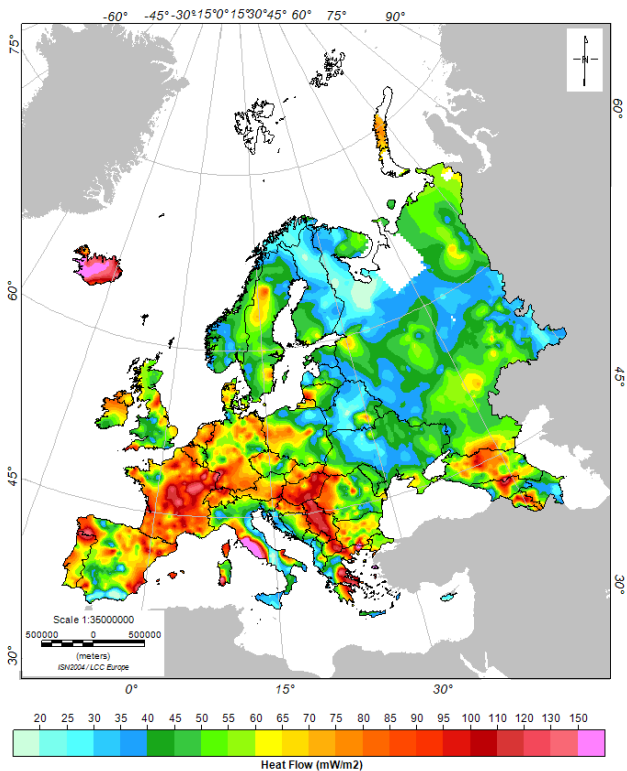 -60° -45° -30° 15° 0° 15° 30° 45° 60° 75° 90°
75°
N
60°
60°
45°
45°
30°
30°
Scale 1:35000000
500000 0 500000
(meters)
ISN2004 / LCC Europe
0° 15° 30°
20 25 30 35 40 45 50 55 60 65 70 75 80 85 90 95 100 110 120 130 150
Heat Flow (mW/m2)